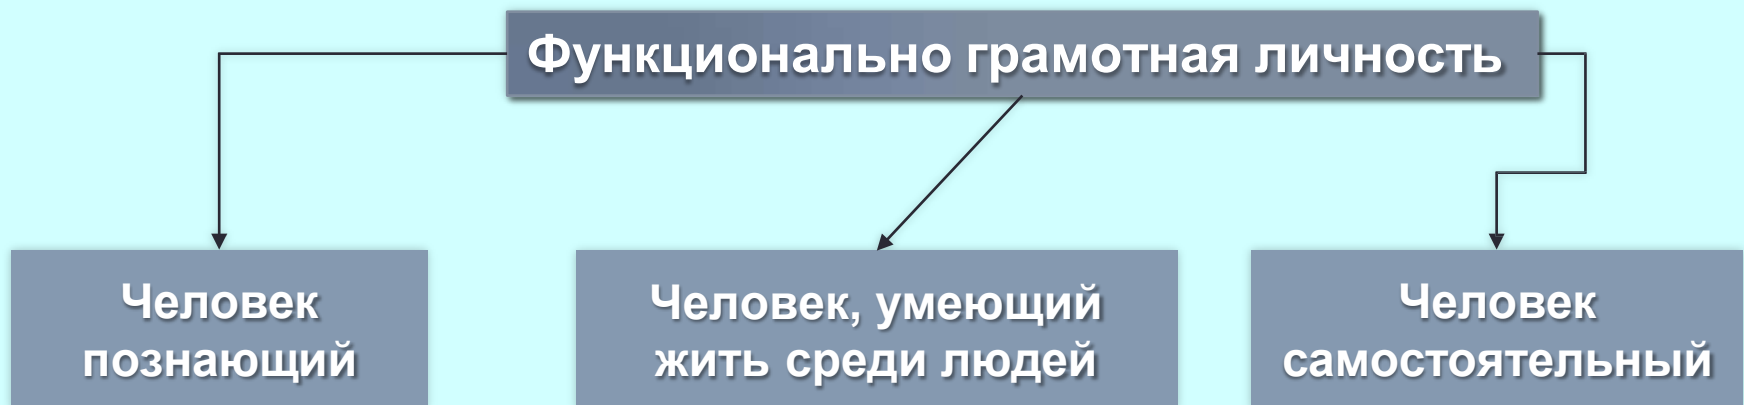 Функционально грамотная личность
Человек
познающий
Человек, умеющий
жить среди людей
Человек
самостоятельный